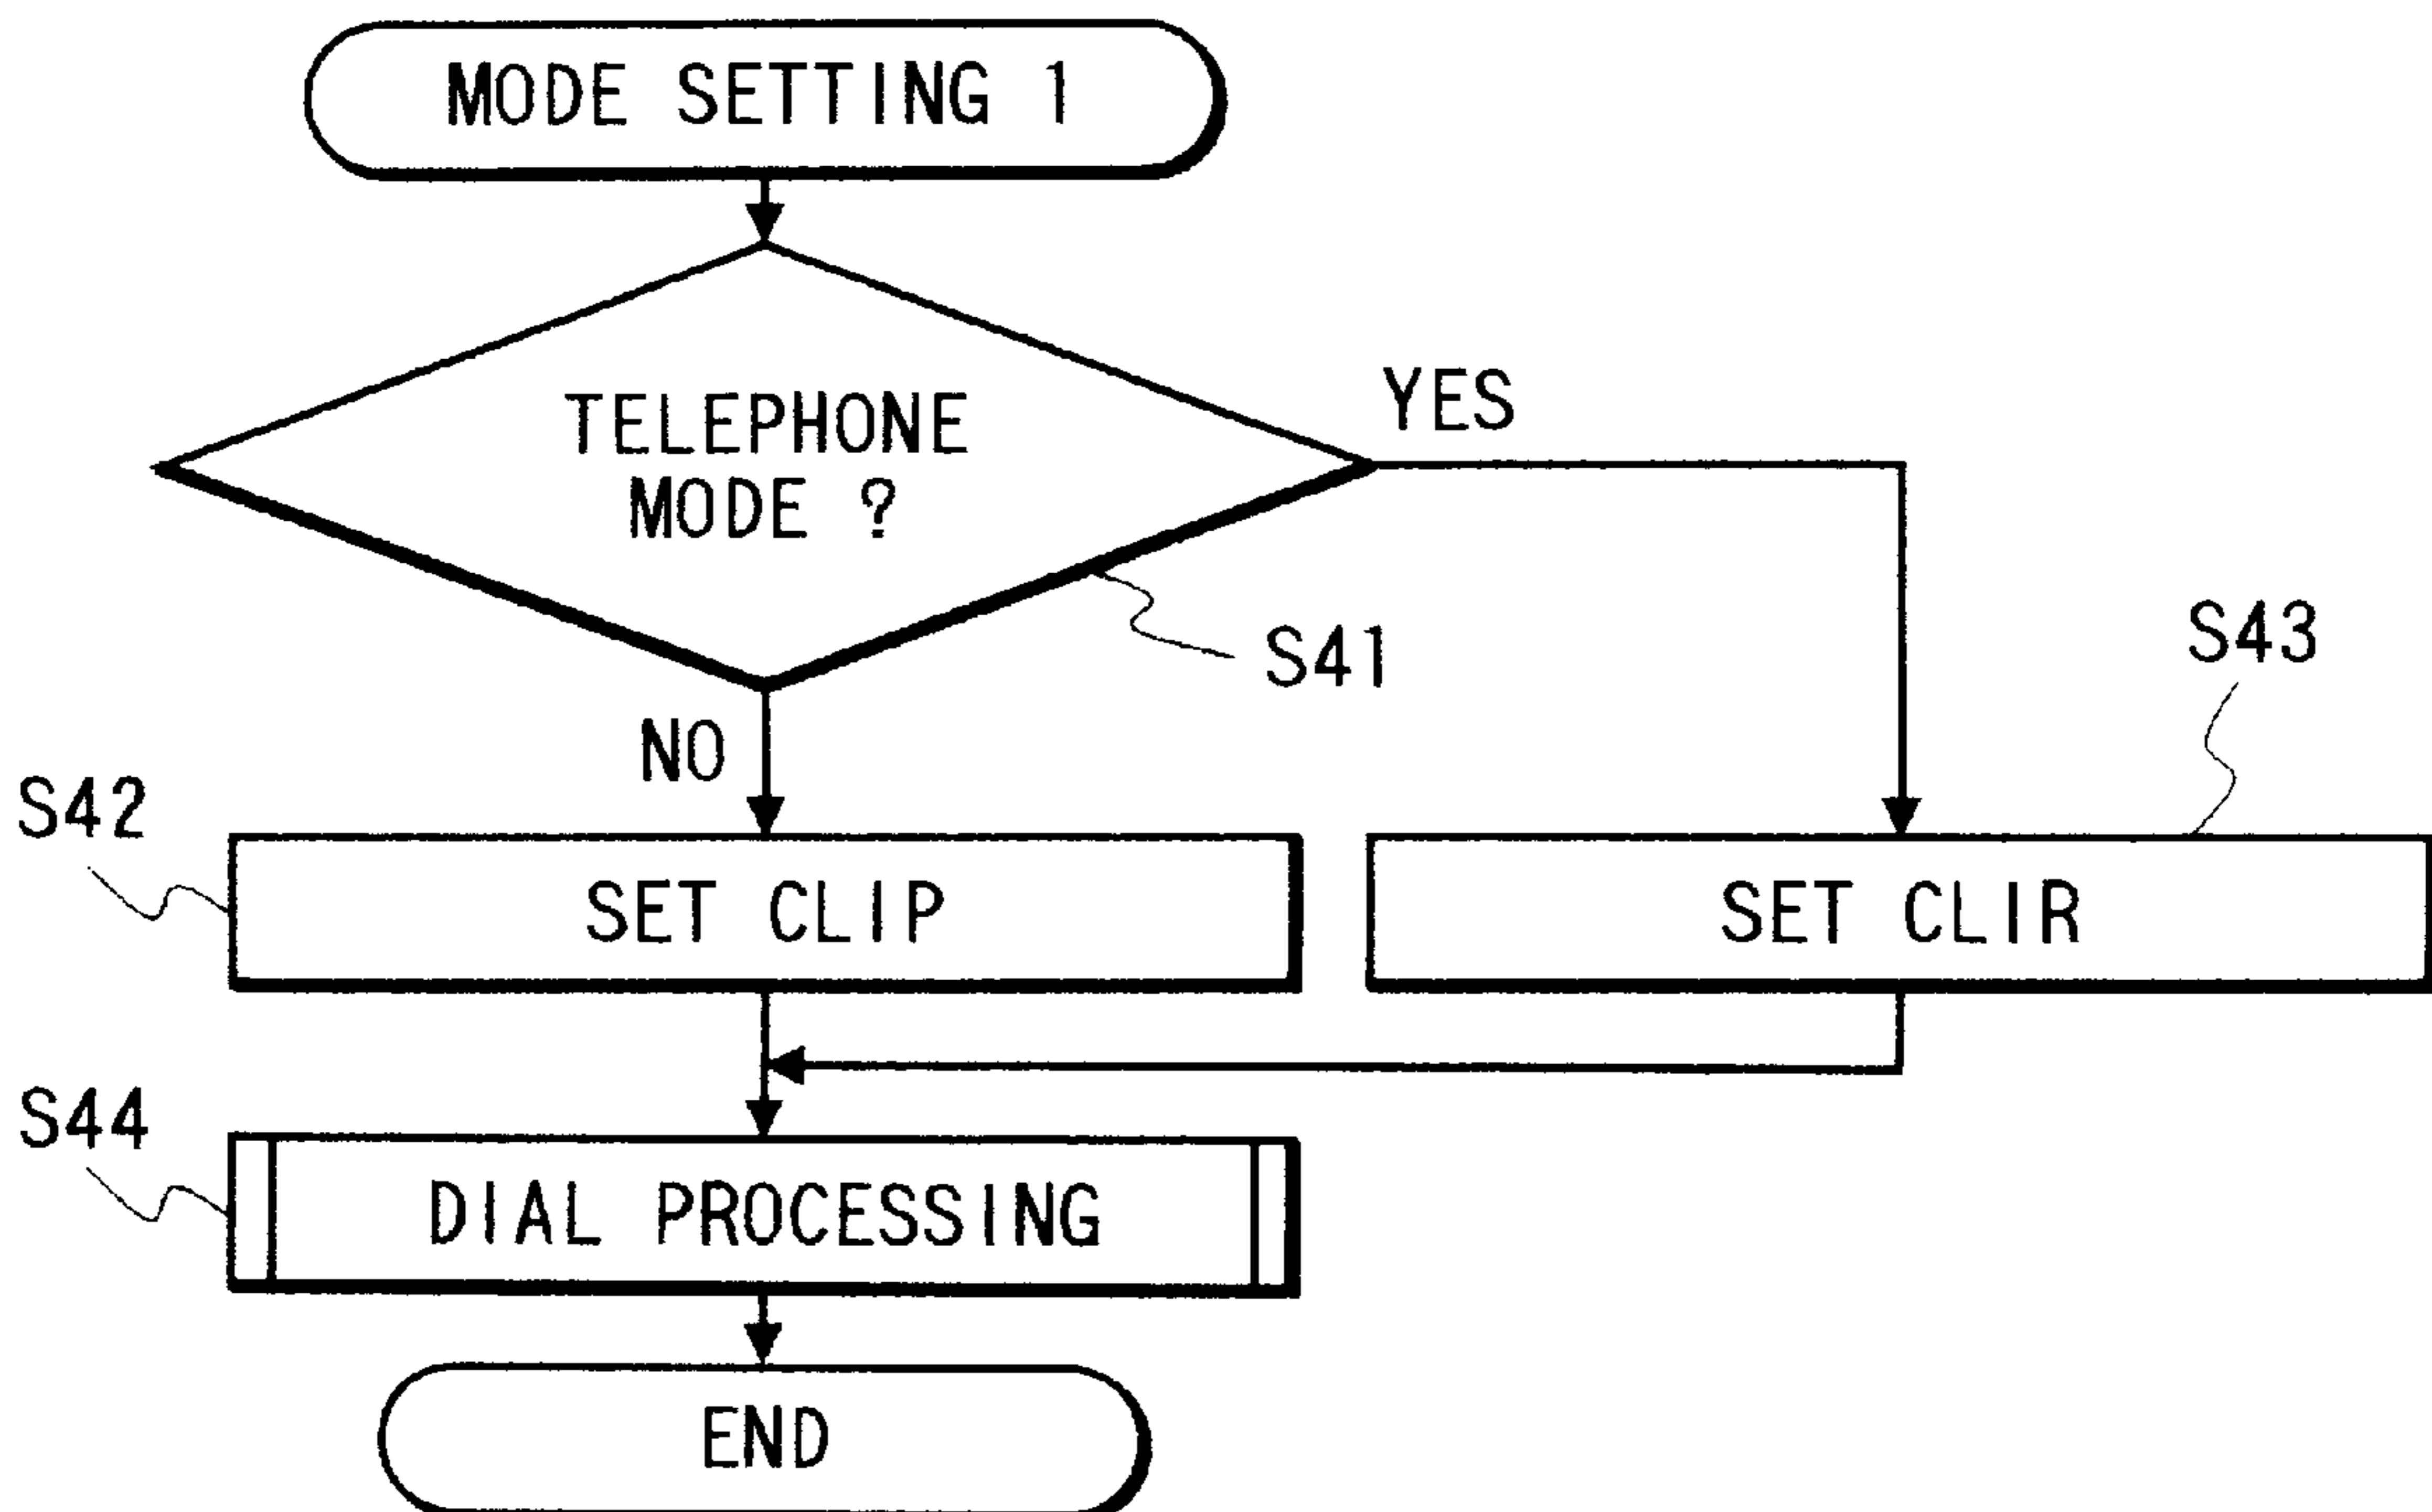 MODE SETTING 1
TELEPHONE
MODE ?
YES
S41
S43
NO
S42
SET CLIP
SET CLIR
S44
DIAL PROCESSING
END